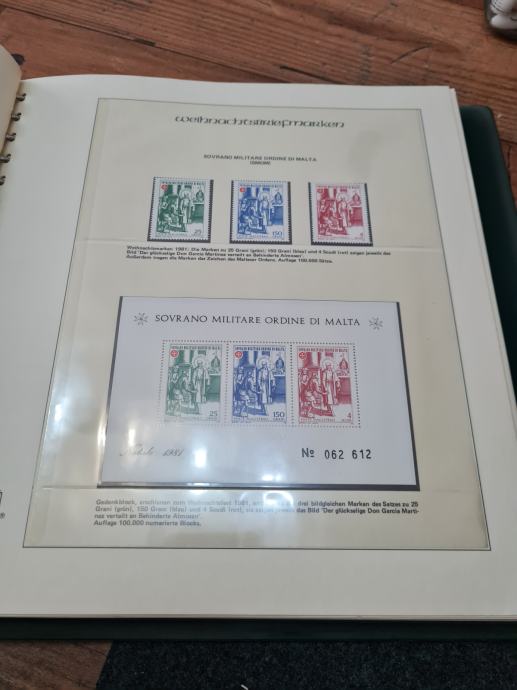 Weihnachtsbriefmarken
SOVRANO MILITARE ORDINE DI MALTA
(SMOM)
25
150
4
Weihnachtsmarken 1981. Die Marken zu 25 Grani (grün), 150 Grani (blau) und 4 Scudi (rot) zeigen jeweils das
Bild 'Der glückselige Don Garcia Martinez verteilt an Behinderte Almosen'.
Außerdem tragen die Marken das Zeichen des Malteser Ordens. Auflage 100.000 Sätze.
SOVRANO MILITARE ORDINE DI MALTA
25
150
4
Natale 1981
Nº 062 612
Gedenkblock, erschienen zum Weihnachtsfest 1981, drei bildgleichen Marken des Satzes zu 25
Grani (grün), 150 Grani (blau) und 4 Scudi (rot), sie zeigen jeweils das Bild 'Der glückselige Don Garcia Marti-
nez verteilt an Behinderte Almosen'.
Auflage 100.000 numerierte Blocks.
®